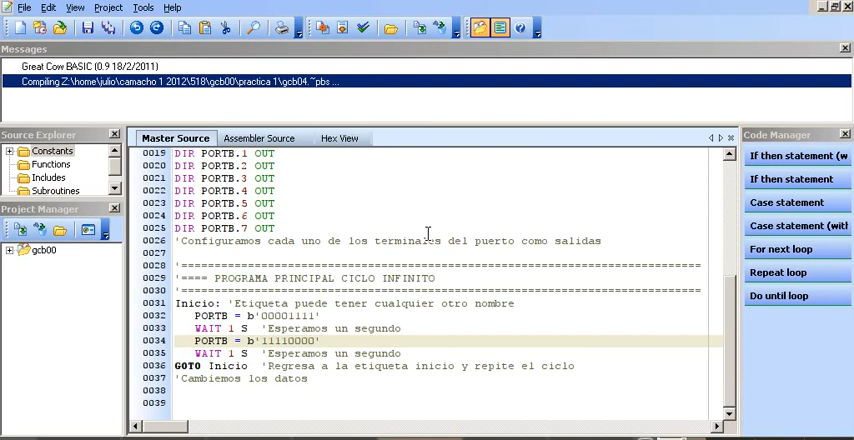 File Edit View Project Tools Help
Messages
Great Cow BASIC (0.9 18/2/2011)
Compiling Z:\home\julio\camacho 1 2012\518\gcb00\practica 1\gcb04.~pbs ...
Source Explorer
Constants
Functions
Includes
Subroutines
Project Manager
gcb00
Master Source Assembler Source Hex View
0019 DIR PORTB.1 OUT
0020 DIR PORTB.2 OUT
0021 DIR PORTB.3 OUT
0022 DIR PORTB.4 OUT
0023 DIR PORTB.5 OUT
0024 DIR PORTB.6 OUT
0025 DIR PORTB.7 OUT
0026 'Configuramos cada uno de los terminales del puerto como salidas
0027
0028 '==========================================================================
0029 '==== PROGRAMA PRINCIPAL CICLO INFINITO
0030 '==========================================================================
0031 Inicio: 'Etiqueta puede tener cualquier otro nombre
0032 PORTB = b'00001111'
0033 WAIT 1 S 'Esperamos un segundo
0034 PORTB = b'11110000'
0035 WAIT 1 S 'Esperamos un segundo
0036 GOTO Inicio 'Regresa a la etiqueta inicio y repite el ciclo
0037 'Cambiemos los datos
0038
0039
Code Manager
If then statement (w
If then statement
Case statement
Case statement (witl
For next loop
Repeat loop
Do until loop